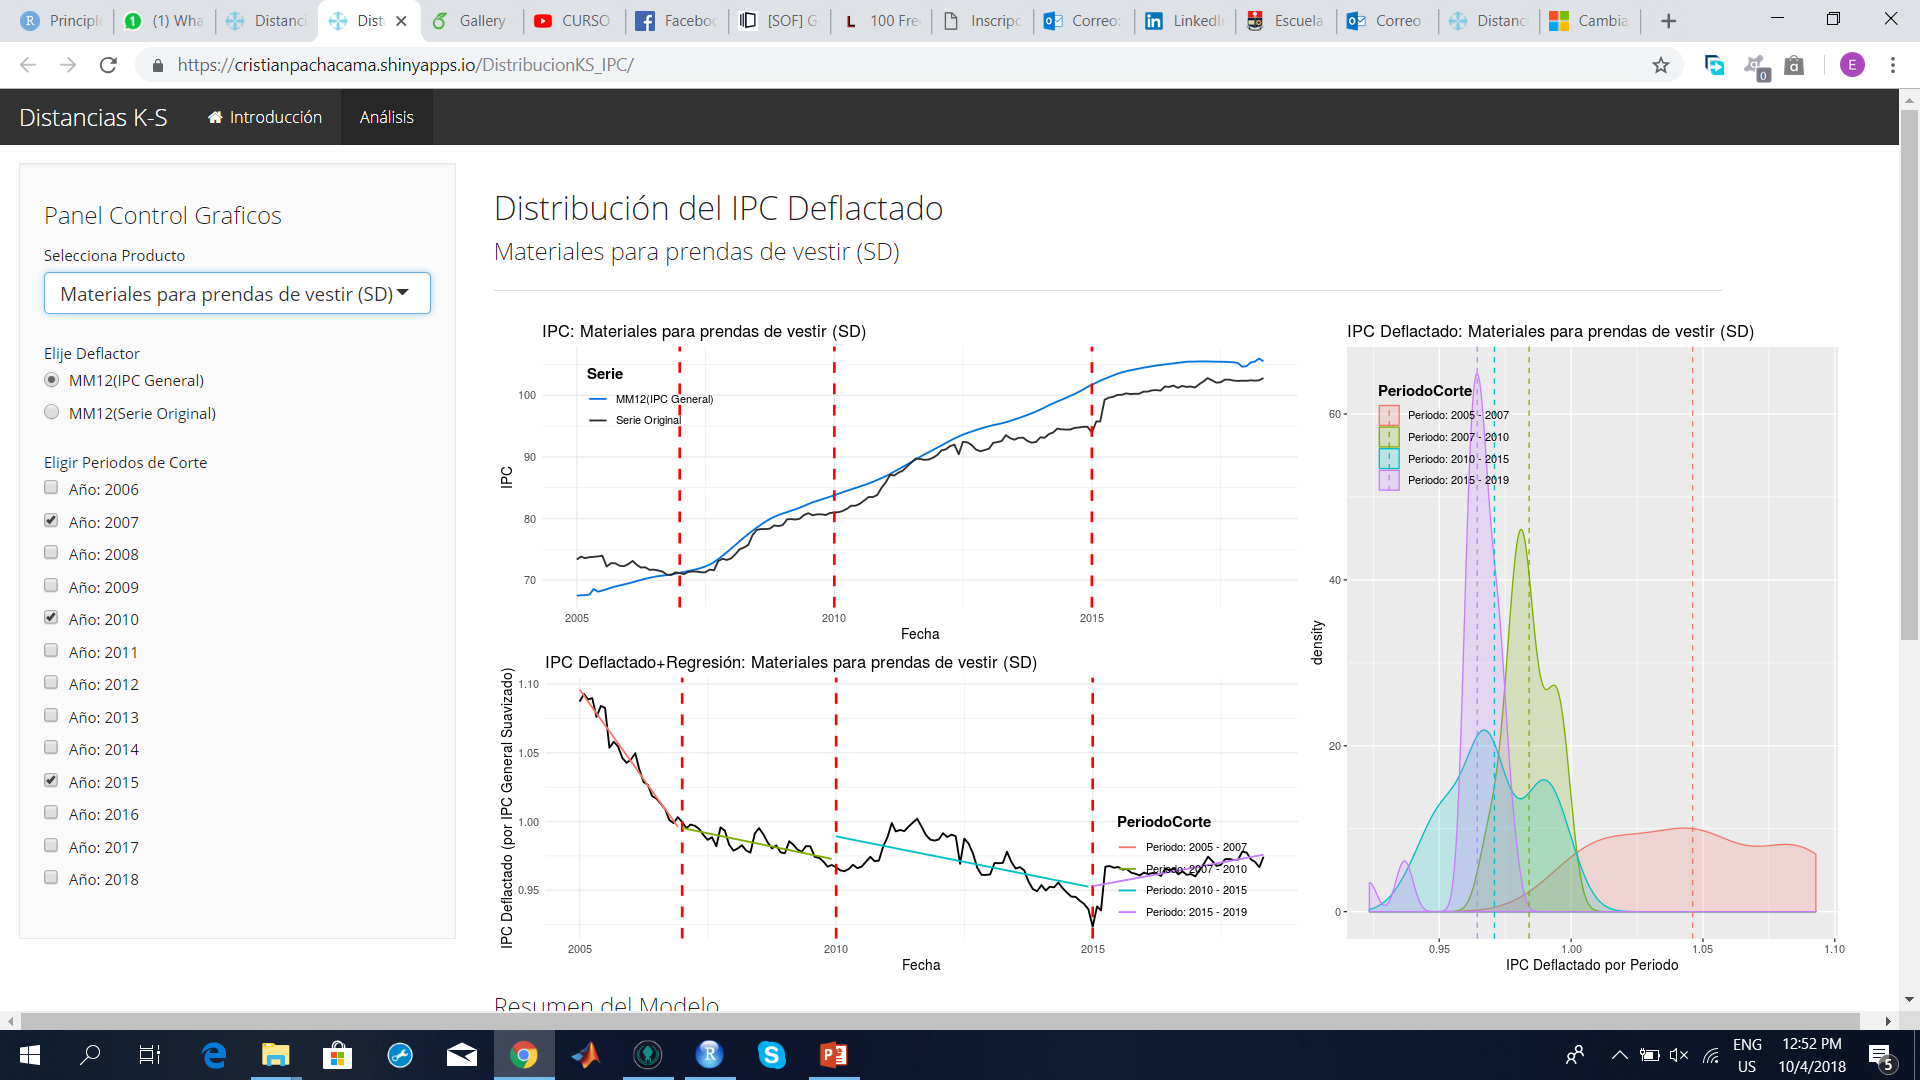 Principl
(1) Wha
Distanci
Dist
Gallery
CURSO
Faceboo
[SOF] G
100 Fre
Inscripc
Correo:
LinkedIn
Escuela
Correo
Distanc
Cambia
https://cristianpachacama.shinyapps.io/DistribucionKS_IPC/
0
E
Distancias K-S
Introducción
Análisis
Panel Control Graficos
Selecciona Producto
Materiales para prendas de vestir (SD)
Elije Deflactor
MM12(IPC General)
MM12(Serie Original)
Eligir Periodos de Corte
Año: 2006
Año: 2007
Año: 2008
Año: 2009
Año: 2010
Año: 2011
Año: 2012
Año: 2013
Año: 2014
Año: 2015
Año: 2016
Año: 2017
Año: 2018
Distribución del IPC Deflactado
Materiales para prendas de vestir (SD)
IPC: Materiales para prendas de vestir (SD)
Serie
MM12(IPC General)
Serie Original
IPC
100
90
80
70
2005
2010
2015
Fecha
IPC Deflactado+Regresión: Materiales para prendas de vestir (SD)
IPC Deflactado (por IPC General Suavizado)
1.10
1.05
1.00
0.95
PeriodoCorte
Periodo: 2005 - 2007
Periodo: 2007 - 2010
Periodo: 2010 - 2015
Periodo: 2015 - 2019
2005
2010
2015
Fecha
IPC Deflactado: Materiales para prendas de vestir (SD)
PeriodoCorte
Periodo: 2005 - 2007
Periodo: 2007 - 2010
Periodo: 2010 - 2015
Periodo: 2015 - 2019
density
60
40
20
0
0.95
1.00
1.05
1.10
IPC Deflactado por Periodo
Resumen del Modelo
ENG
US
12:52 PM
10/4/2018
5